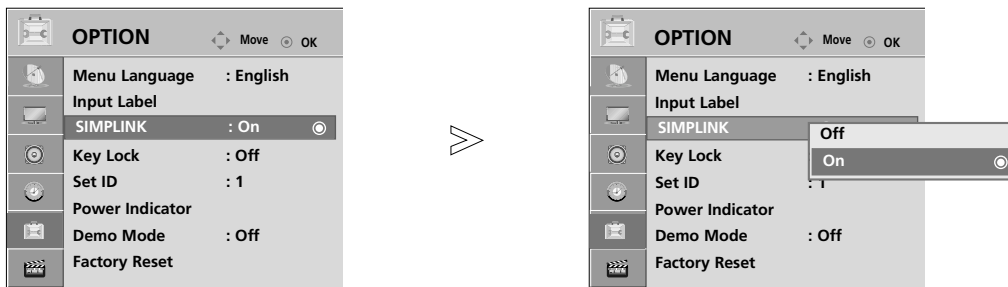 OPTION Move OK
Menu Language : English
Input Label
SIMPLINK : On
Key Lock : Off
Set ID : 1
Power Indicator
Demo Mode : Off
Factory Reset
OPTION Move OK
Menu Language : English
Input Label
SIMPLINK
Off
Key Lock
On
Set ID : 1
Power Indicator
Demo Mode : Off
Factory Reset